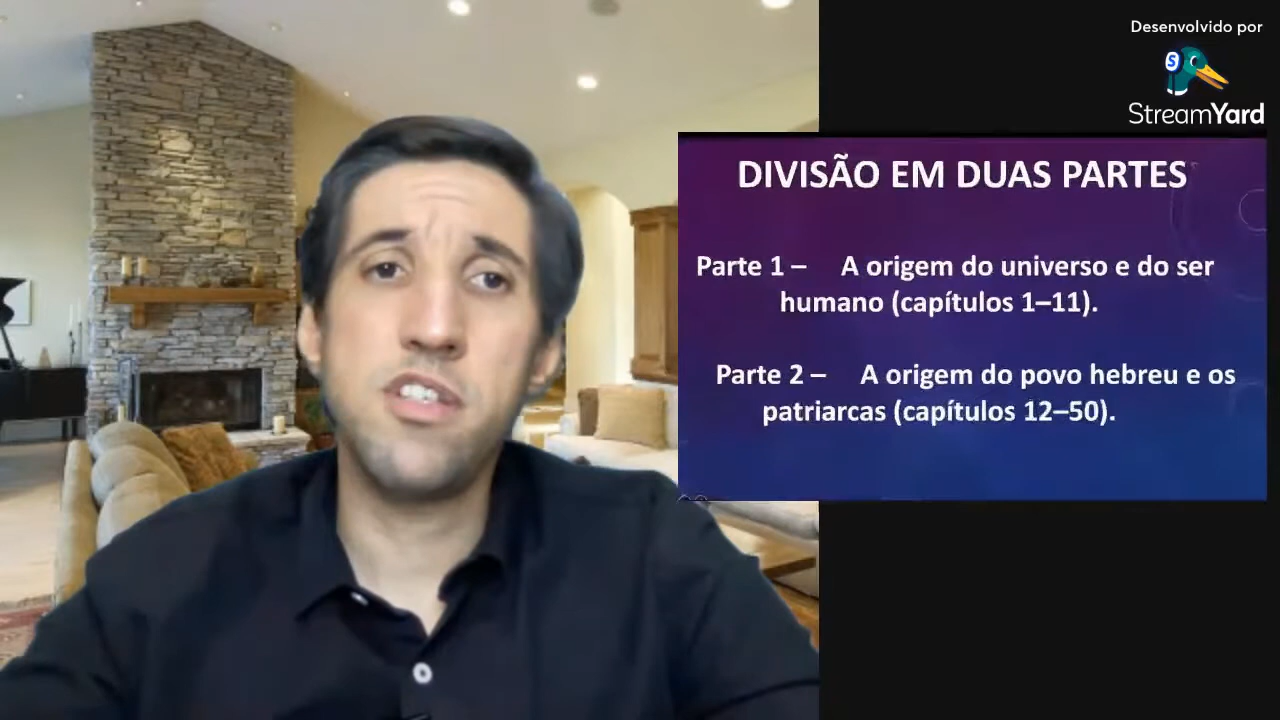 Desenvolvido por
S
StreamYard
DIVISÃO EM DUAS PARTES
Parte 1 – A origem do universo e do ser
humano (capítulos 1–11).
Parte 2 – A origem do povo hebreu e os
patriarcas (capítulos 12–50).